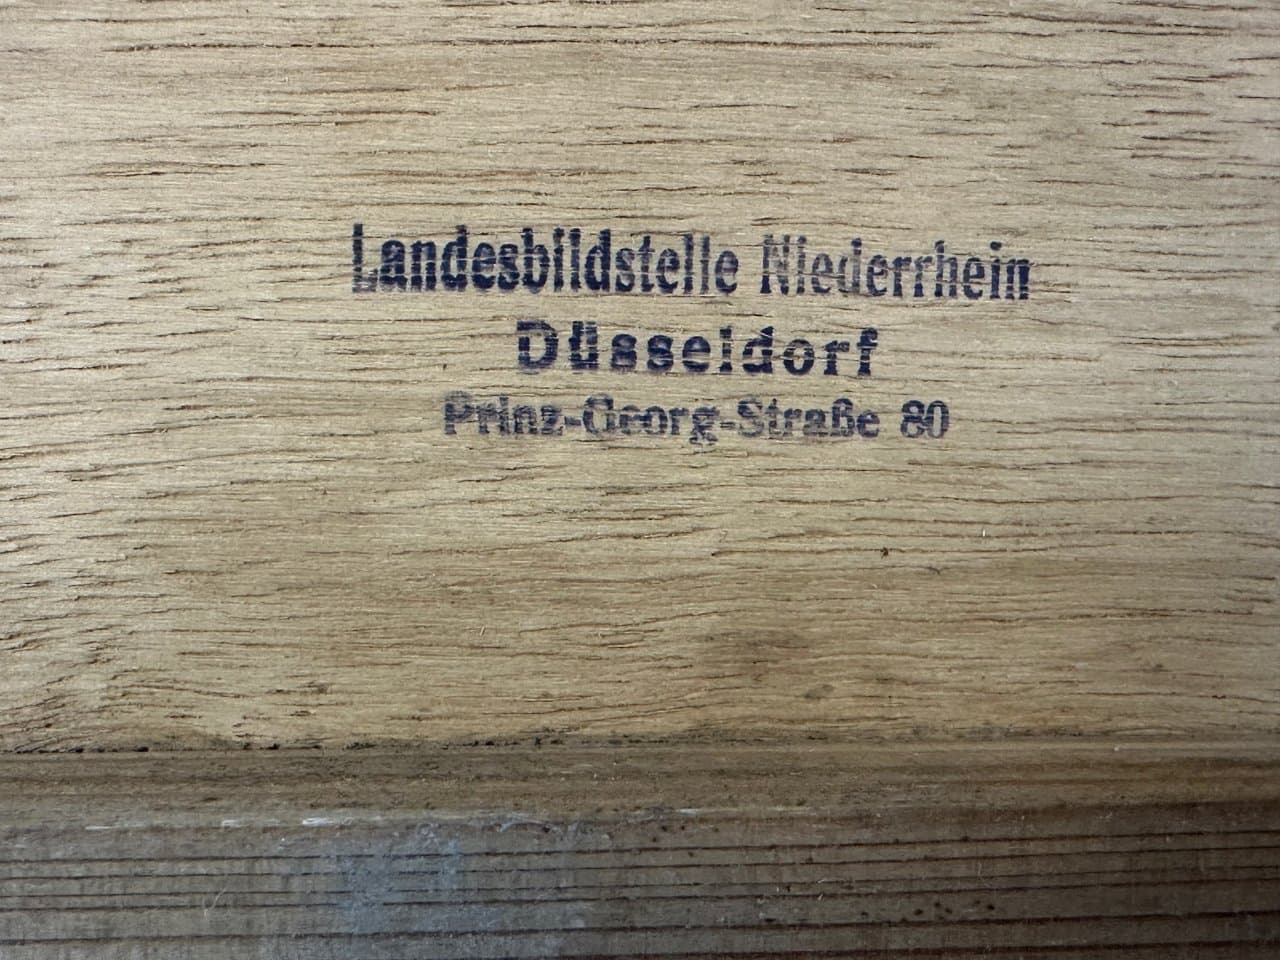 Landesbildstelle Niederrhein
Düsseldorf
Prinz-Georg-Straße 80